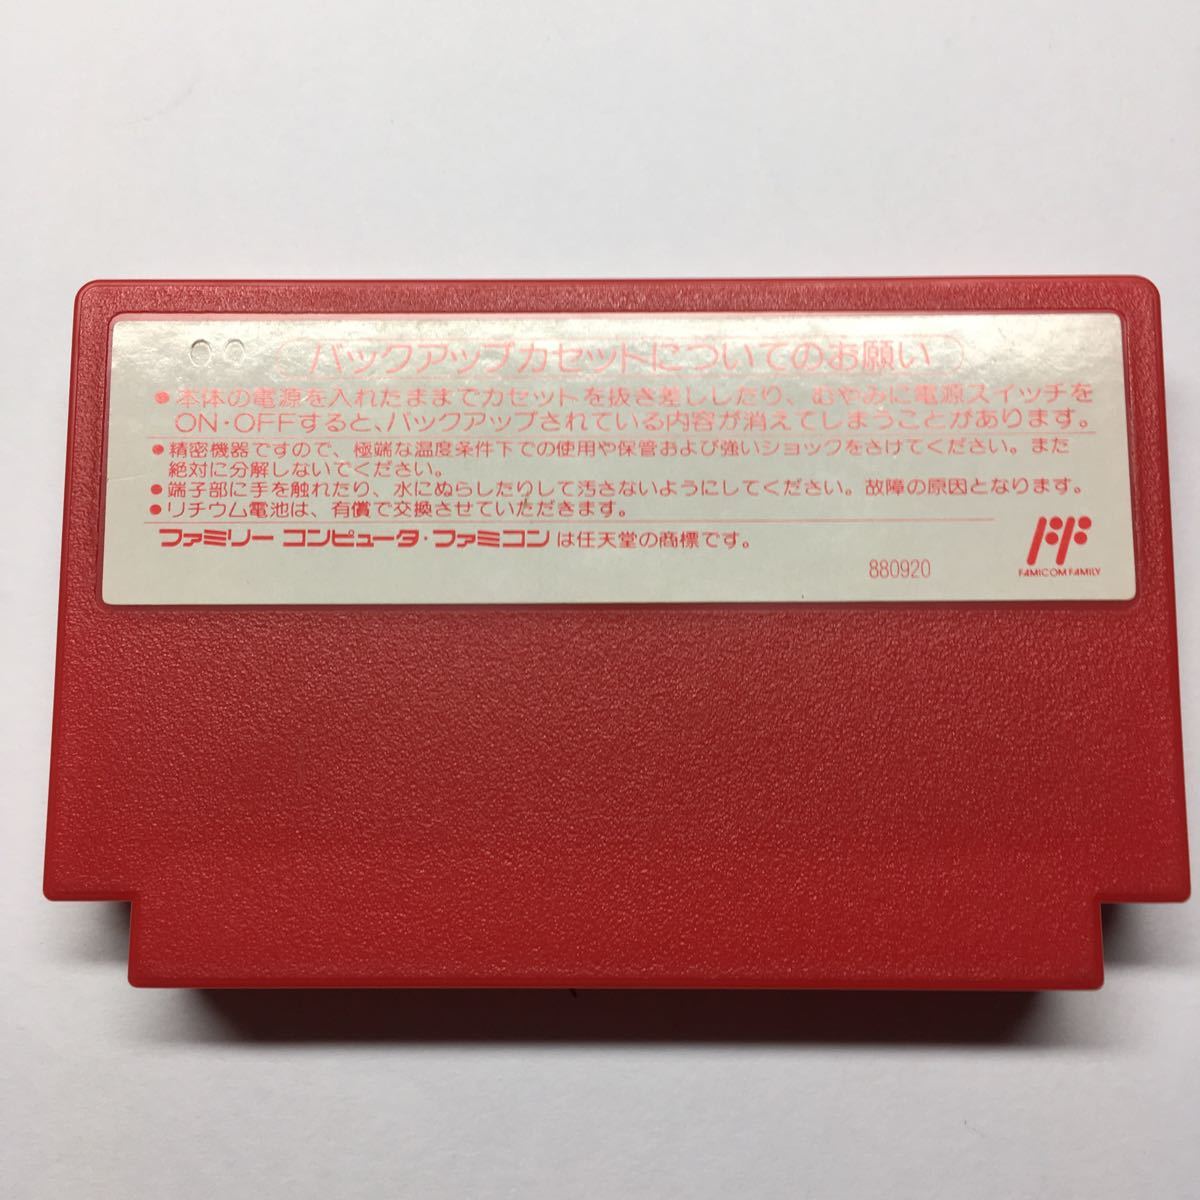 バックアップカセットについてのお願い
●本体の電源を入れたままでカセットを抜き差ししたり、むやみに電源スイッチを
ON・OFFすると、バックアップされている内容が消えてしまうことがあります。
●精密機器ですので、極端な温度条件下での使用や保管および強いショックをさけてください。また
絶対に分解しないでください。
●端子部に手を触れたり、水にぬらしたりして汚さないようにしてください。故障の原因となります。
●リチウム電池は、有償で交換させていただきます。
ファミリー コンピュータ・ファミコンは任天堂の商標です。
880920
FAMICOM FAMILY